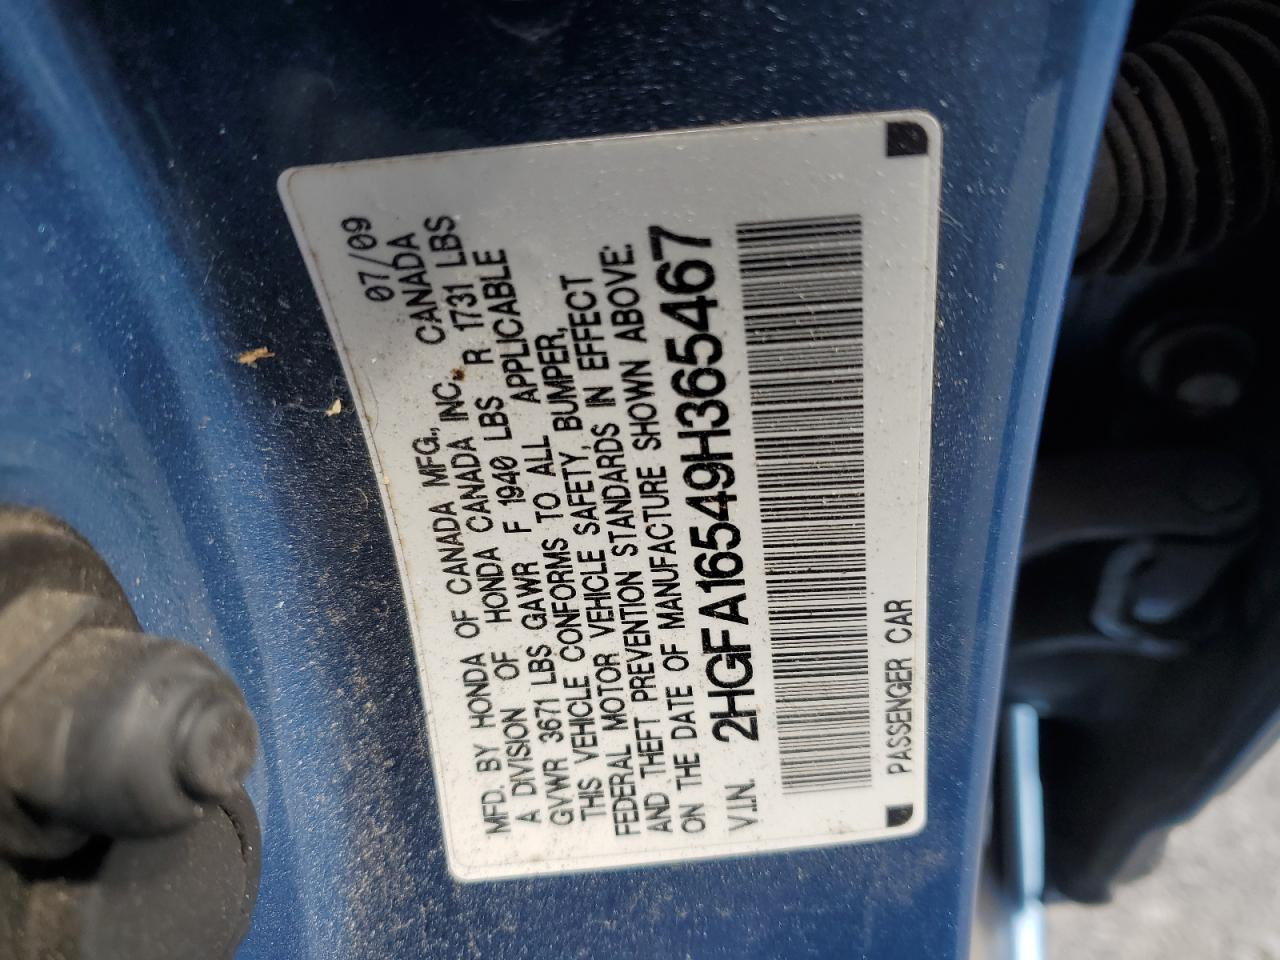 07/09
MFD. BY HONDA OF CANADA MFG., INC. CANADA
A DIVISION OF HONDA CANADA INC.
GVWR 3671 LBS GAWR F 1940 LBS R 1731 LBS
THIS VEHICLE CONFORMS TO ALL APPLICABLE
FEDERAL MOTOR VEHICLE SAFETY, BUMPER,
AND THEFT PREVENTION STANDARDS IN EFFECT
ON THE DATE OF MANUFACTURE SHOWN ABOVE:
V.I.N. 2HGFA16549H365467
PASSENGER CAR